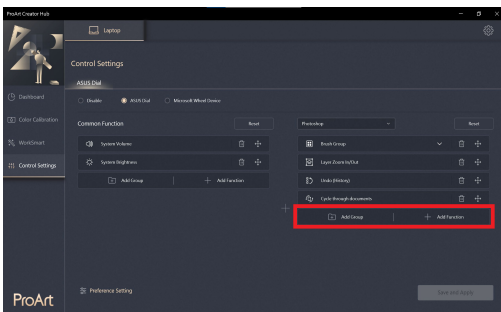 ProArt Creator Hub
Laptop
Control Settings
ASUS Dial
Dashboard
Disable ASUS Dial Microsoft Wheel Device
Color Calibration
Common Function Reset Photoshop Reset
WorkSmart
System Volume Brush Group
Control Settings
System Brightness Layer Zoom In/Out
Add Group Add Function Undo (History)
Cycle through documents
Add Group Add Function
Preference Setting Save and Apply
ProArt